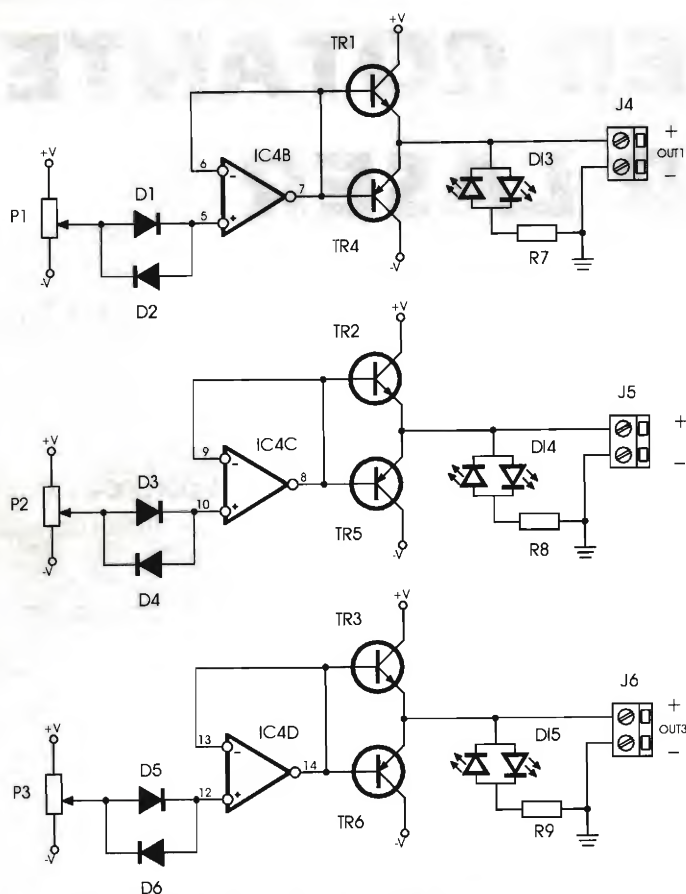 +V
TR1
J4
+
OUT1
−
6
−
IC4B
7
DI3
+V
P1
D1
5
+
-V
D2
TR4
R7
-V
+V
TR2
J5
+
−
9
−
IC4C
8
DI4
+V
P2
D3
10
+
-V
D4
TR5
R8
-V
+V
TR3
J6
+
OUT3
−
13
−
IC4D
14
DI5
+V
P3
D5
12
+
-V
D6
TR6
R9
-V